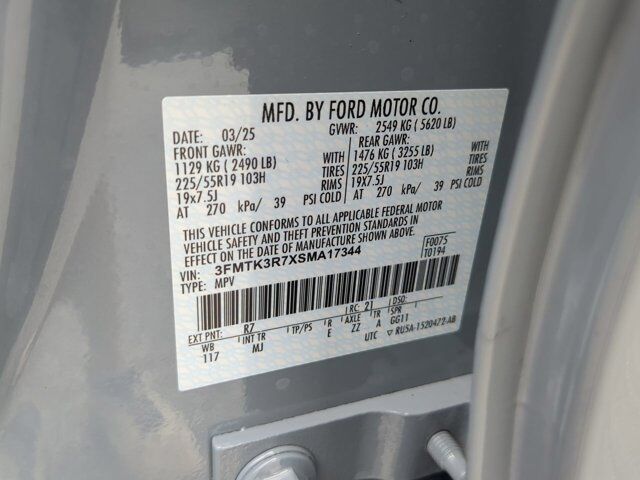 MFD. BY FORD MOTOR CO.
DATE: 03/25 GVWR: 2549 KG ( 5620 LB)
FRONT GAWR: REAR GAWR:
1129 KG ( 2490 LB) WITH 1476 KG ( 3255 LB) WITH
225/55R19 103H TIRES 225/55R19 103H TIRES
19x7.5J RIMS 19x7.5J RIMS
AT 270 kPa/ 39 PSI COLD AT 270 kPa/ 39 PSI COLD
THIS VEHICLE CONFORMS TO ALL APPLICABLE FEDERAL MOTOR
VEHICLE SAFETY AND THEFT PREVENTION STANDARDS IN EFFECT
ON THE DATE OF MANUFACTURE SHOWN ABOVE.
VIN: 3FMTK3R7XSMA17344 F0075
TYPE: MPV T0194
EXT PNT: R7 RC: 21 DSO:
WB INT TR TP/PS R AXLE TR SPR
117 MJ E ZZ A GG11
UTC RU5A-1520472-AB